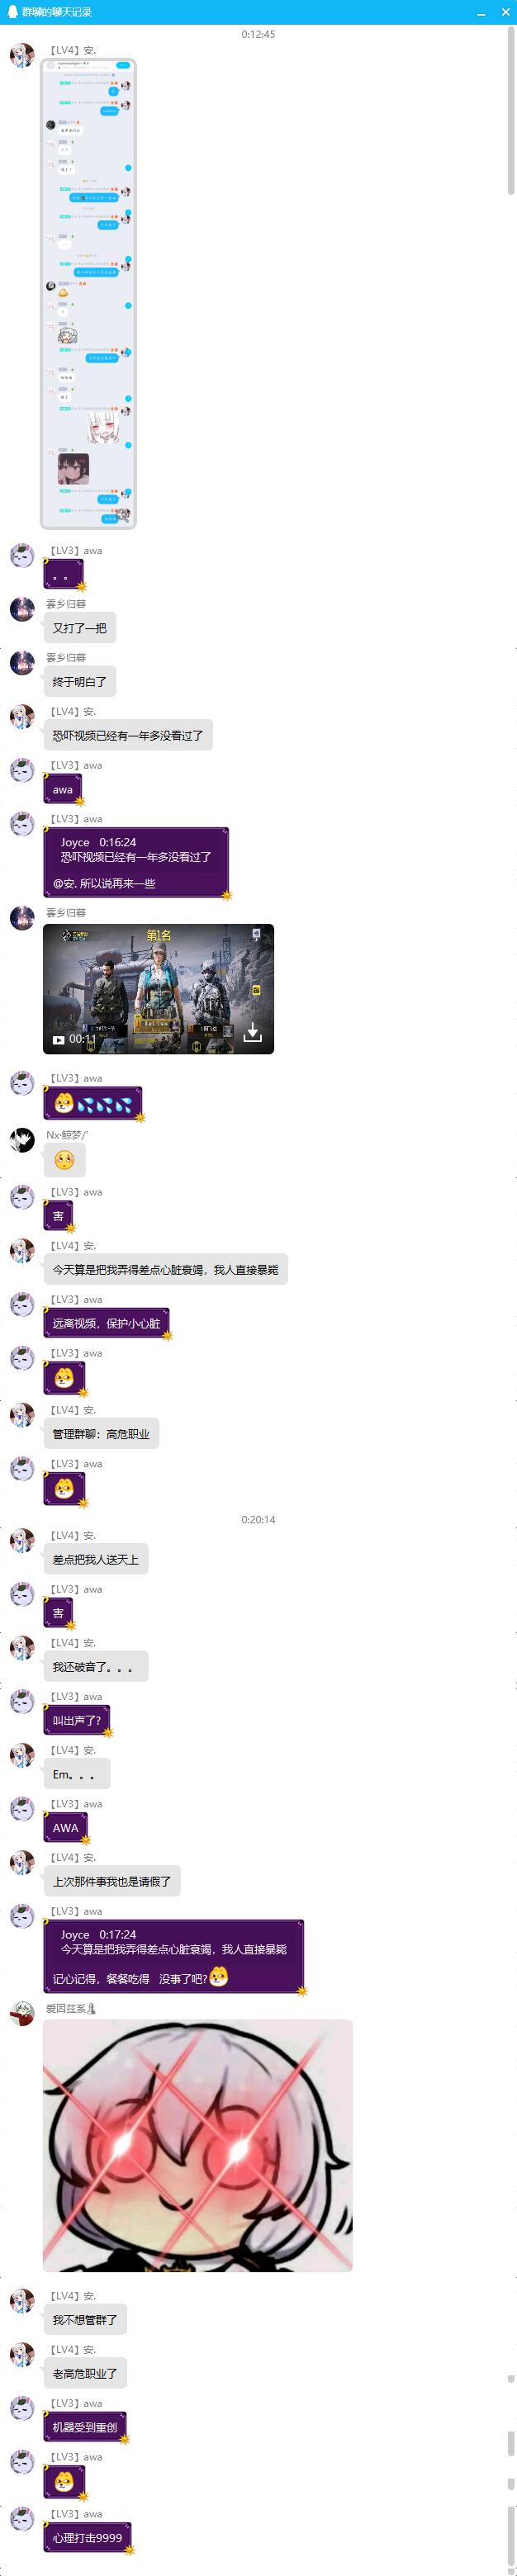 群聊的聊天记录
0:12:45
【LV4】安.
【LV3】awa
。。
雲乡归暮
又打了一把
雲乡归暮
终于明白了
【LV4】安.
恐吓视频已经有一年多没看过了
【LV3】awa
awa
【LV3】awa
Joyce 0:16:24
恐吓视频已经有一年多没看过了
@安. 所以说再来一些
雲乡归暮
第1名
00:11
【LV3】awa
Nx·鲸梦/'
【LV3】awa
害
【LV4】安.
今天算是把我弄得差点心脏衰竭，我人直接暴毙
【LV3】awa
远离视频，保护小心脏
【LV3】awa
【LV4】安.
管理群聊：高危职业
【LV3】awa
0:20:14
【LV4】安.
差点把我人送天上
【LV3】awa
害
【LV4】安.
我还破音了。。。
【LV3】awa
叫出声了?
【LV4】安.
Em。。。
【LV3】awa
AWA
【LV4】安.
上次那件事我也是请假了
【LV3】awa
Joyce 0:17:24
今天算是把我弄得差点心脏衰竭，我人直接暴毙
记心记得，餐餐吃得 没事了吧?
爱因兹系
【LV4】安.
我不想管群了
【LV4】安.
老高危职业了
【LV3】awa
机器受到重创
【LV3】awa
【LV3】awa
心理打击9999